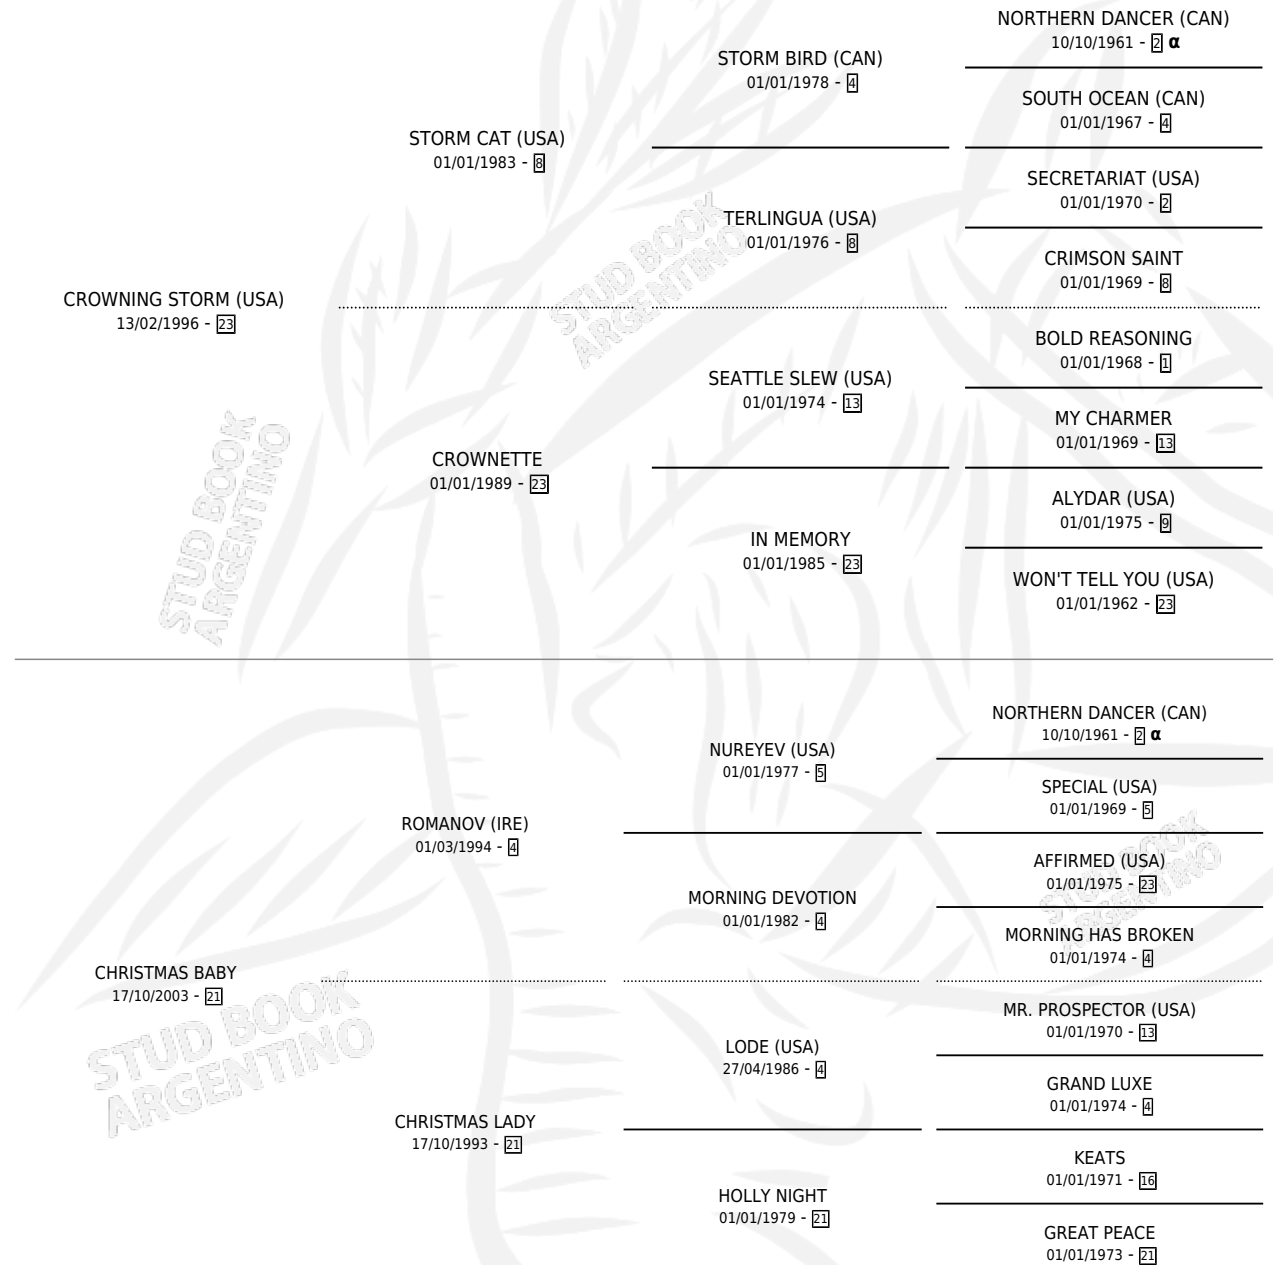 NORTHERN DANCER (CAN)
10/10/1961 - 2 α
STORM BIRD (CAN)
01/01/1978 - 4
SOUTH OCEAN (CAN)
01/01/1967 - 4
STORM CAT (USA)
01/01/1983 - 8
SECRETARIAT (USA)
01/01/1970 - 2
TERLINGUA (USA)
01/01/1976 - 8
CRIMSON SAINT
01/01/1969 - 8
CROWNING STORM (USA)
13/02/1996 - 23
BOLD REASONING
01/01/1968 - 1
SEATTLE SLEW (USA)
01/01/1974 - 13
MY CHARMER
01/01/1969 - 13
CROWNETTE
01/01/1989 - 23
ALYDAR (USA)
01/01/1975 - 9
IN MEMORY
01/01/1985 - 23
WON'T TELL YOU (USA)
01/01/1962 - 23
NORTHERN DANCER (CAN)
10/10/1961 - 2 α
NUREYEV (USA)
01/01/1977 - 5
SPECIAL (USA)
01/01/1969 - 5
ROMANOV (IRE)
01/03/1994 - 4
AFFIRMED (USA)
01/01/1975 - 23
MORNING DEVOTION
01/01/1982 - 4
MORNING HAS BROKEN
01/01/1974 - 4
CHRISTMAS BABY
17/10/2003 - 21
MR. PROSPECTOR (USA)
01/01/1970 - 13
LODE (USA)
27/04/1986 - 4
GRAND LUXE
01/01/1974 - 4
CHRISTMAS LADY
17/10/1993 - 21
KEATS
01/01/1971 - 16
HOLLY NIGHT
01/01/1979 - 21
GREAT PEACE
01/01/1973 - 21
STUD BOOK
ARGENTINO
STUD BOOK
ARGENTINO
STUD BOOK
ARGENTINO
STUD BOOK
ARGENTINO